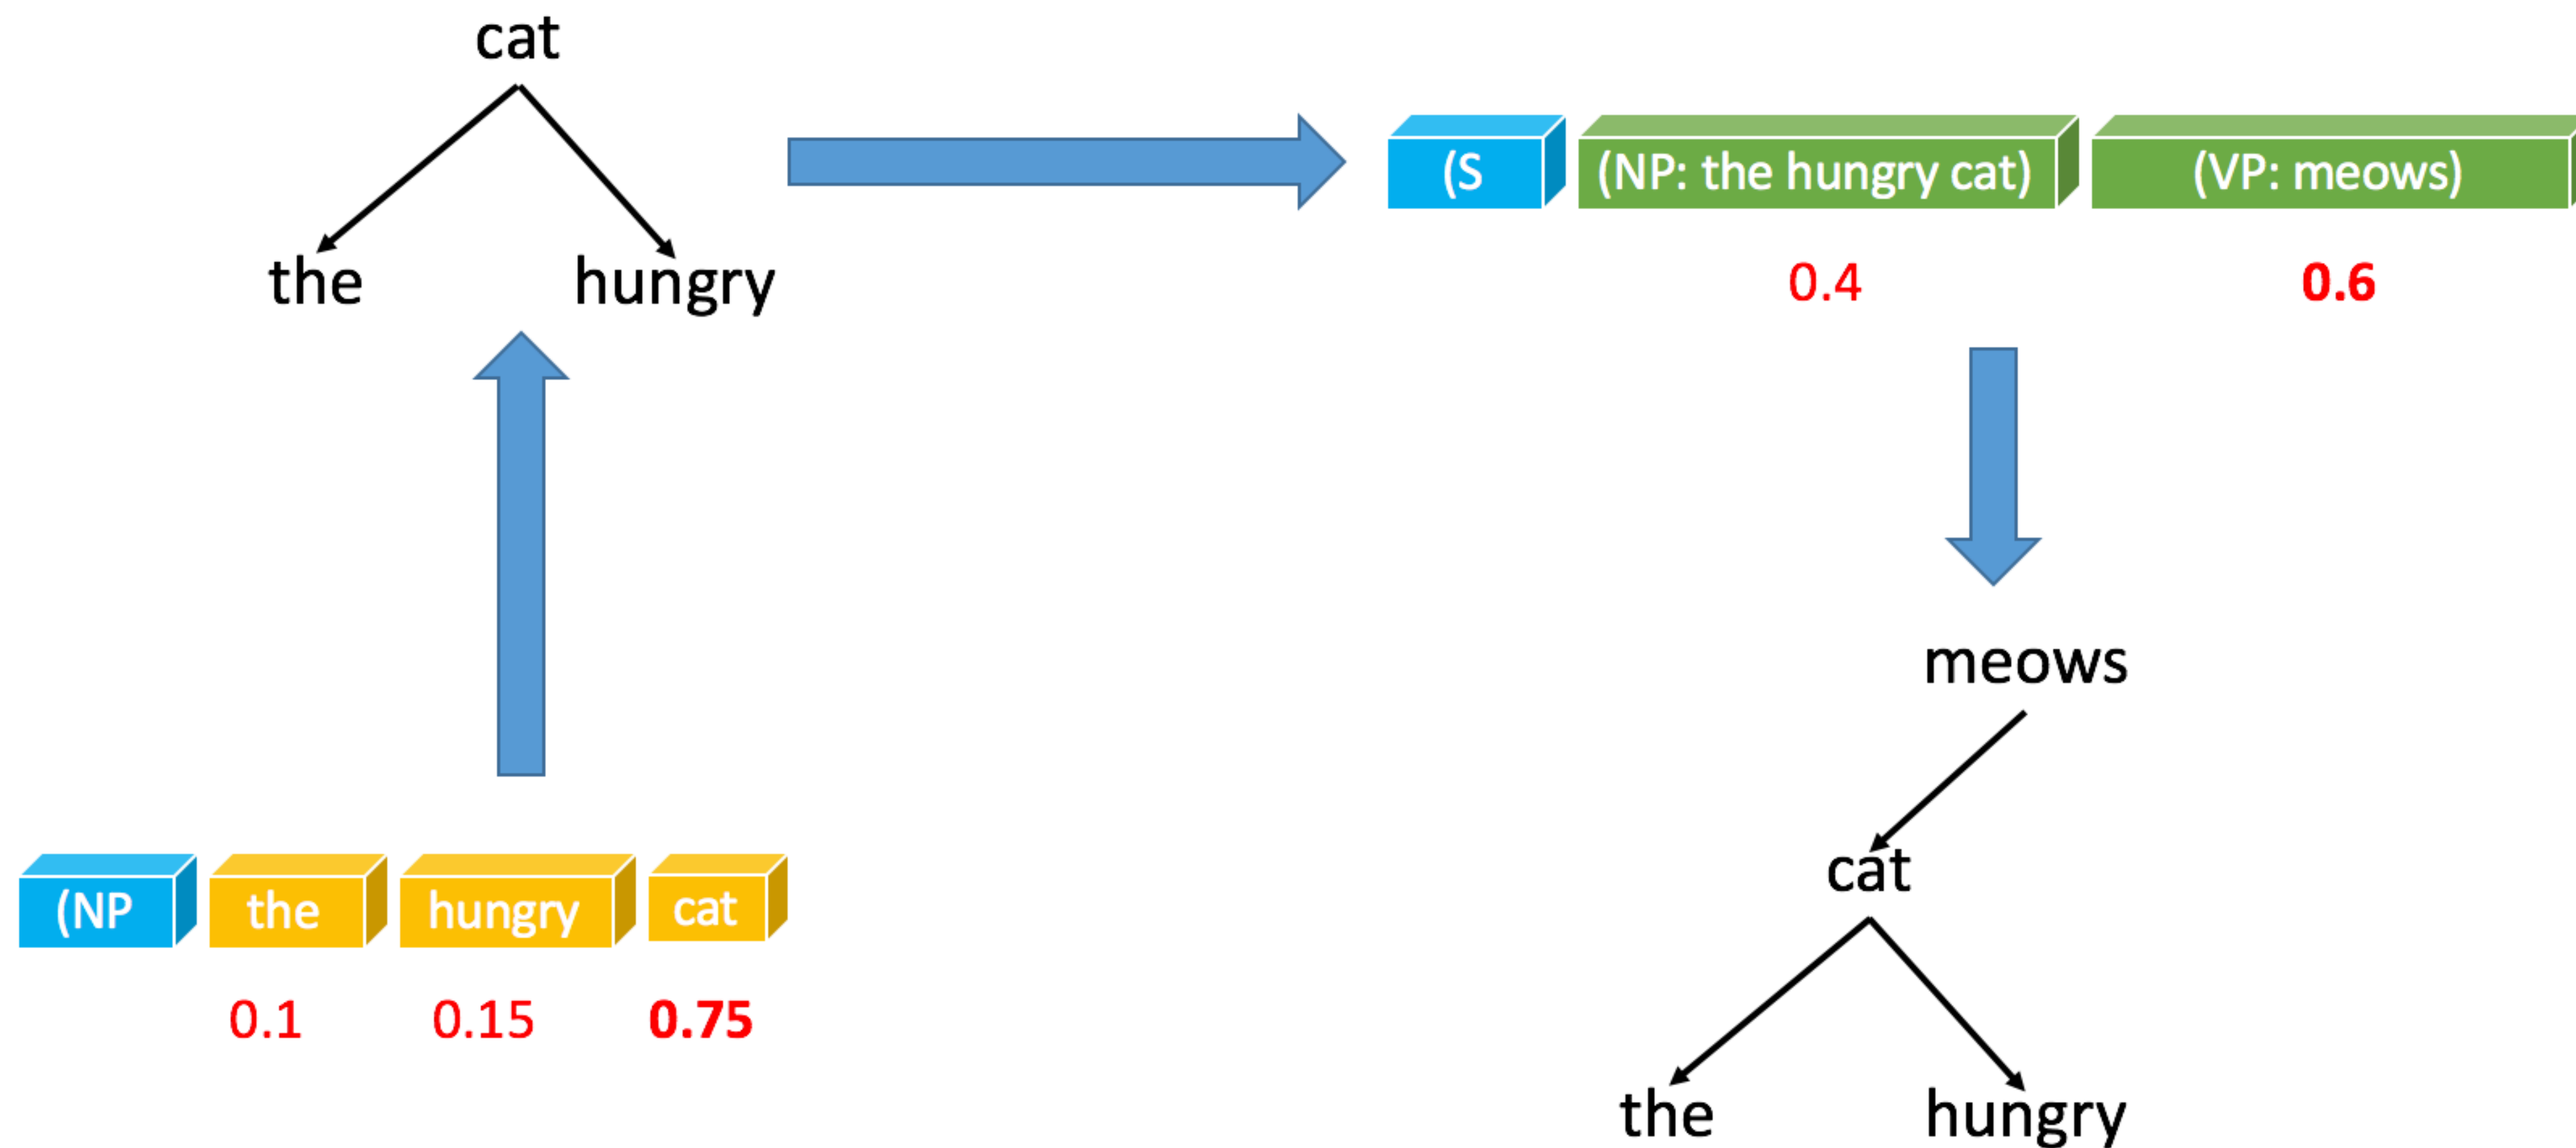 cat
the hungry
(NP the hungry cat
0.1 0.15 0.75
(S (NP: the hungry cat) (VP: meows)
0.4 0.6
meows
cat
the hungry